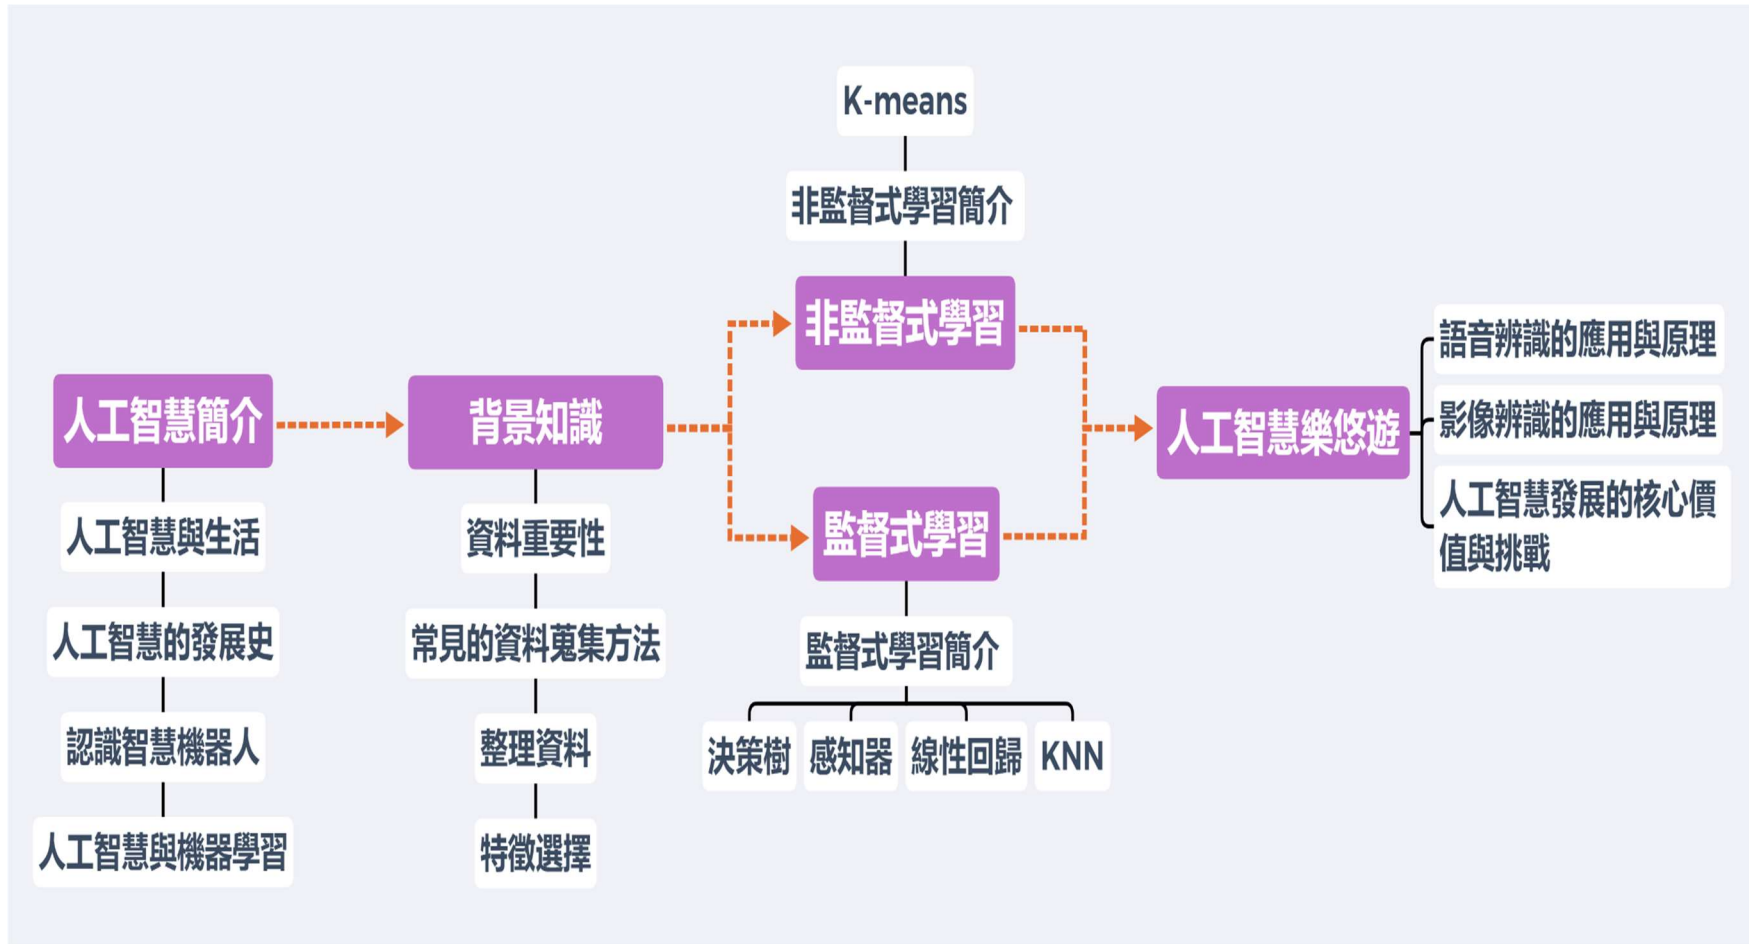 人工智慧簡介
人工智慧與生活
人工智慧的發展史
認識智慧機器人
人工智慧與機器學習
背景知識
資料重要性
常見的資料蒐集方法
整理資料
特徵選擇
K-means
非監督式學習簡介
非監督式學習
監督式學習
監督式學習簡介
決策樹
感知器
線性回歸
KNN
人工智慧樂悠遊
語音辨識的應用與原理
影像辨識的應用與原理
人工智慧發展的核心價
值與挑戰